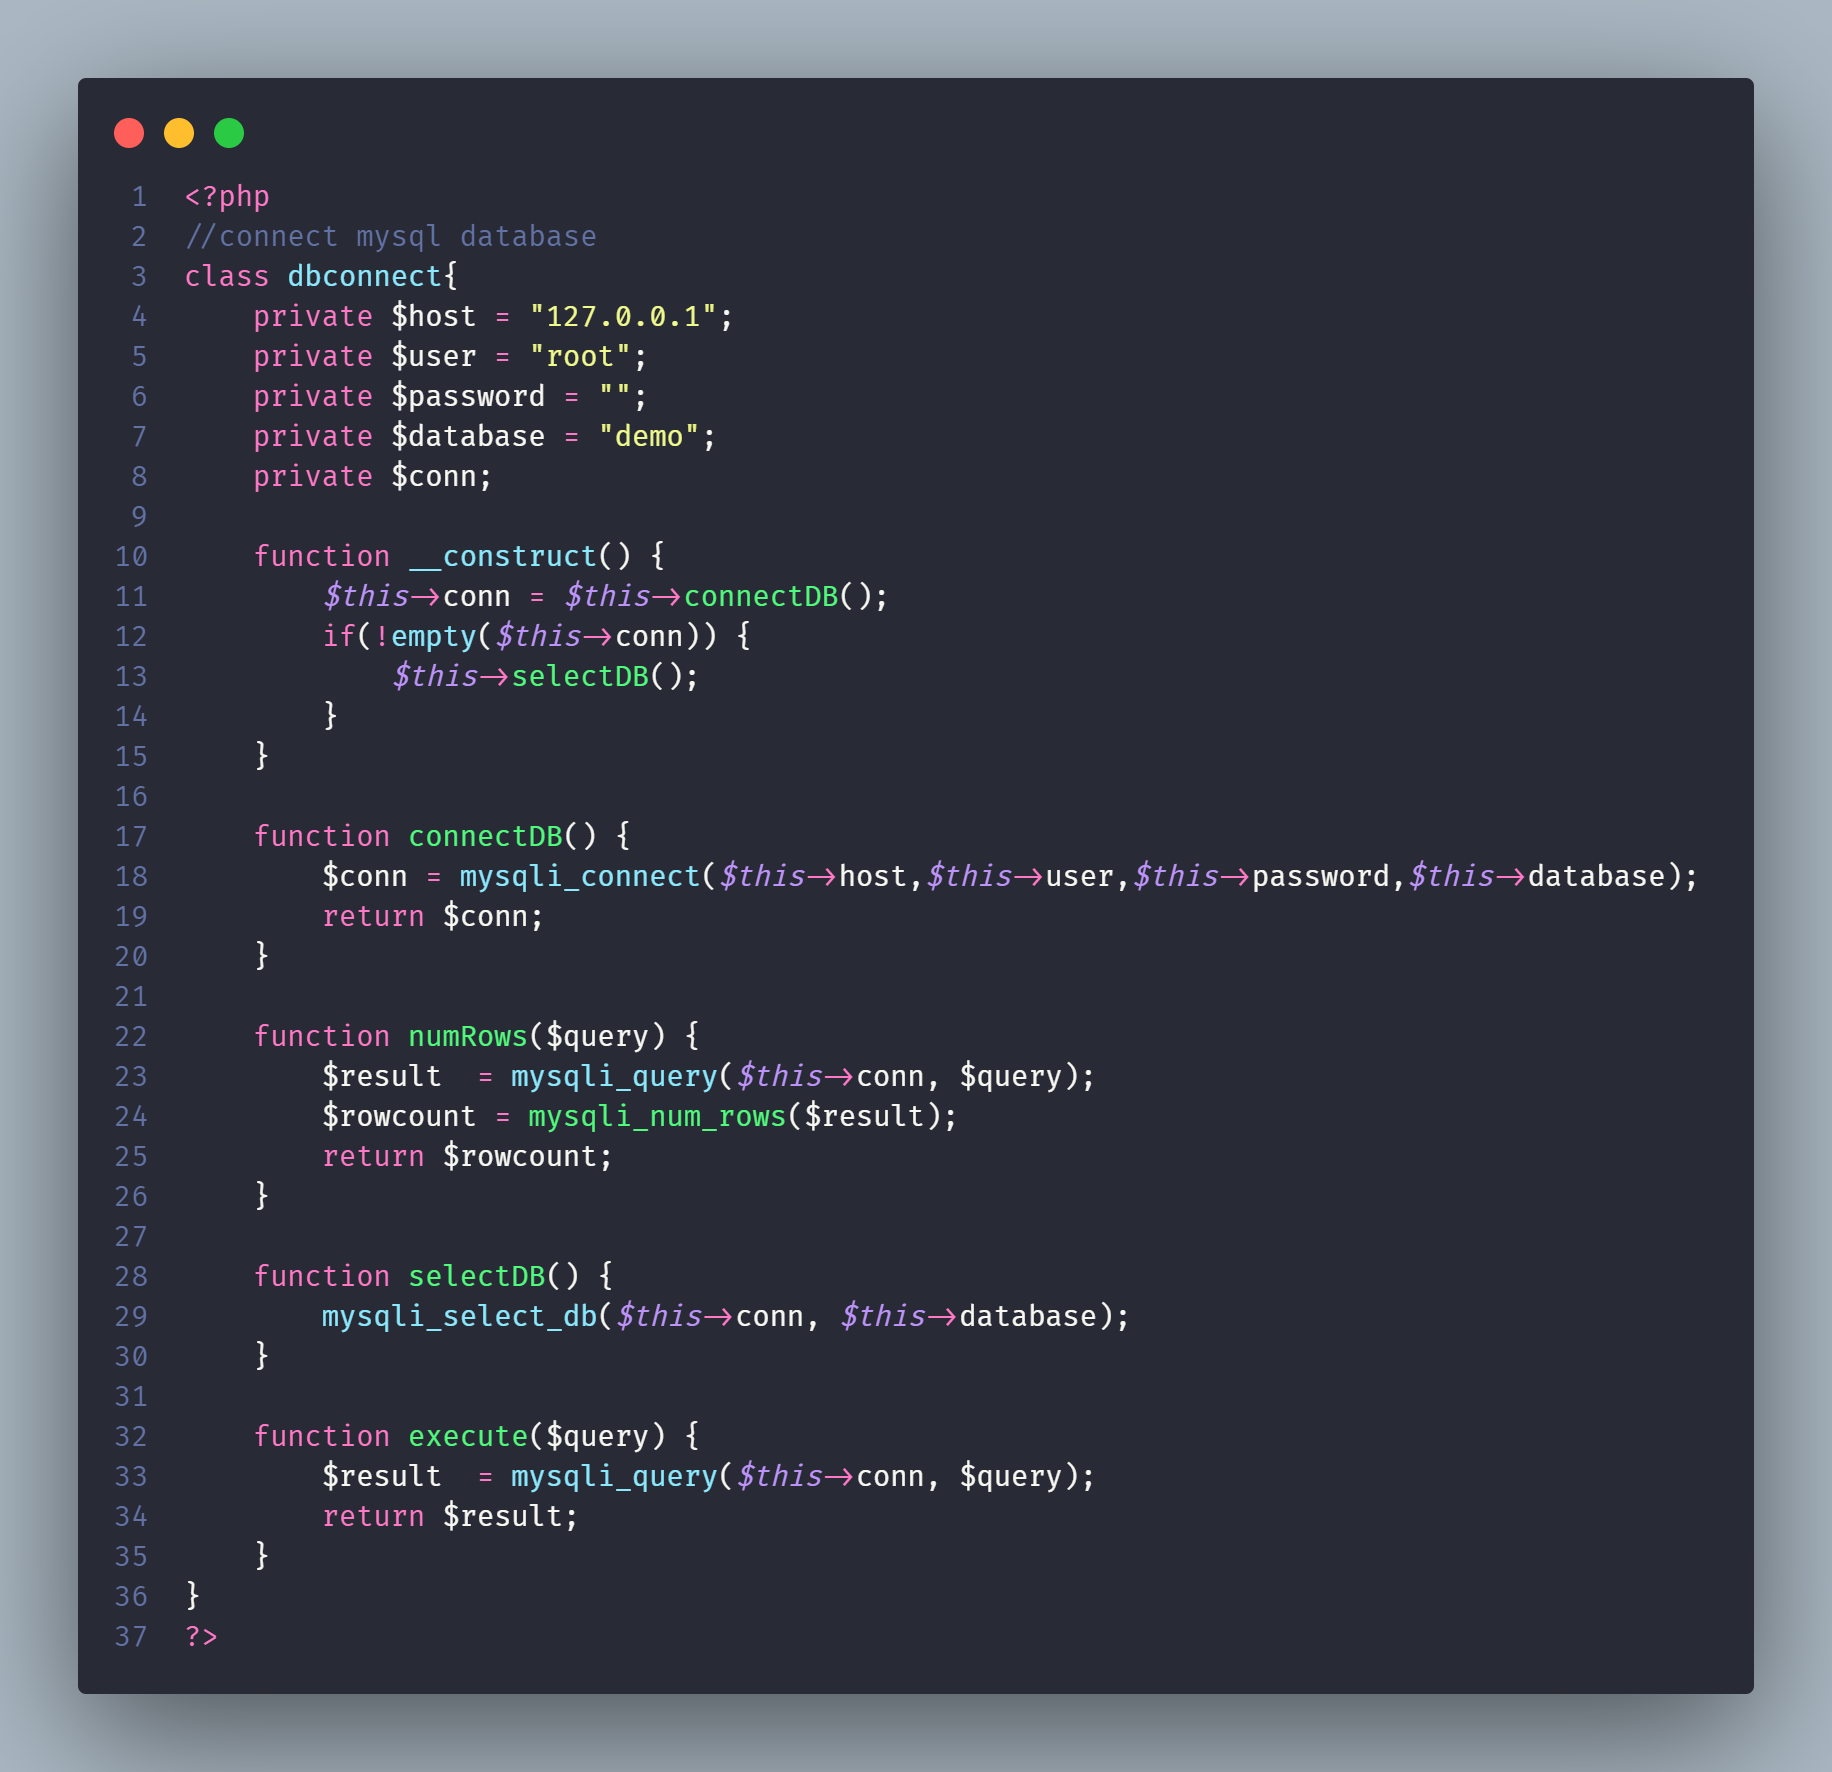 1 <?php
2 //connect mysql database
3 class dbconnect{
4     private $host = "127.0.0.1";
5     private $user = "root";
6     private $password = "";
7     private $database = "demo";
8     private $conn;
9
10     function __construct() {
11         $this->conn = $this->connectDB();
12         if(!empty($this->conn)) {
13             $this->selectDB();
14         }
15     }
16
17     function connectDB() {
18         $conn = mysqli_connect($this->host,$this->user,$this->password,$this->database);
19         return $conn;
20     }
21
22     function numRows($query) {
23         $result  = mysqli_query($this->conn, $query);
24         $rowcount = mysqli_num_rows($result);
25         return $rowcount;
26     }
27
28     function selectDB() {
29         mysqli_select_db($this->conn, $this->database);
30     }
31
32     function execute($query) {
33         $result  = mysqli_query($this->conn, $query);
34         return $result;
35     }
36 }
37 ?>